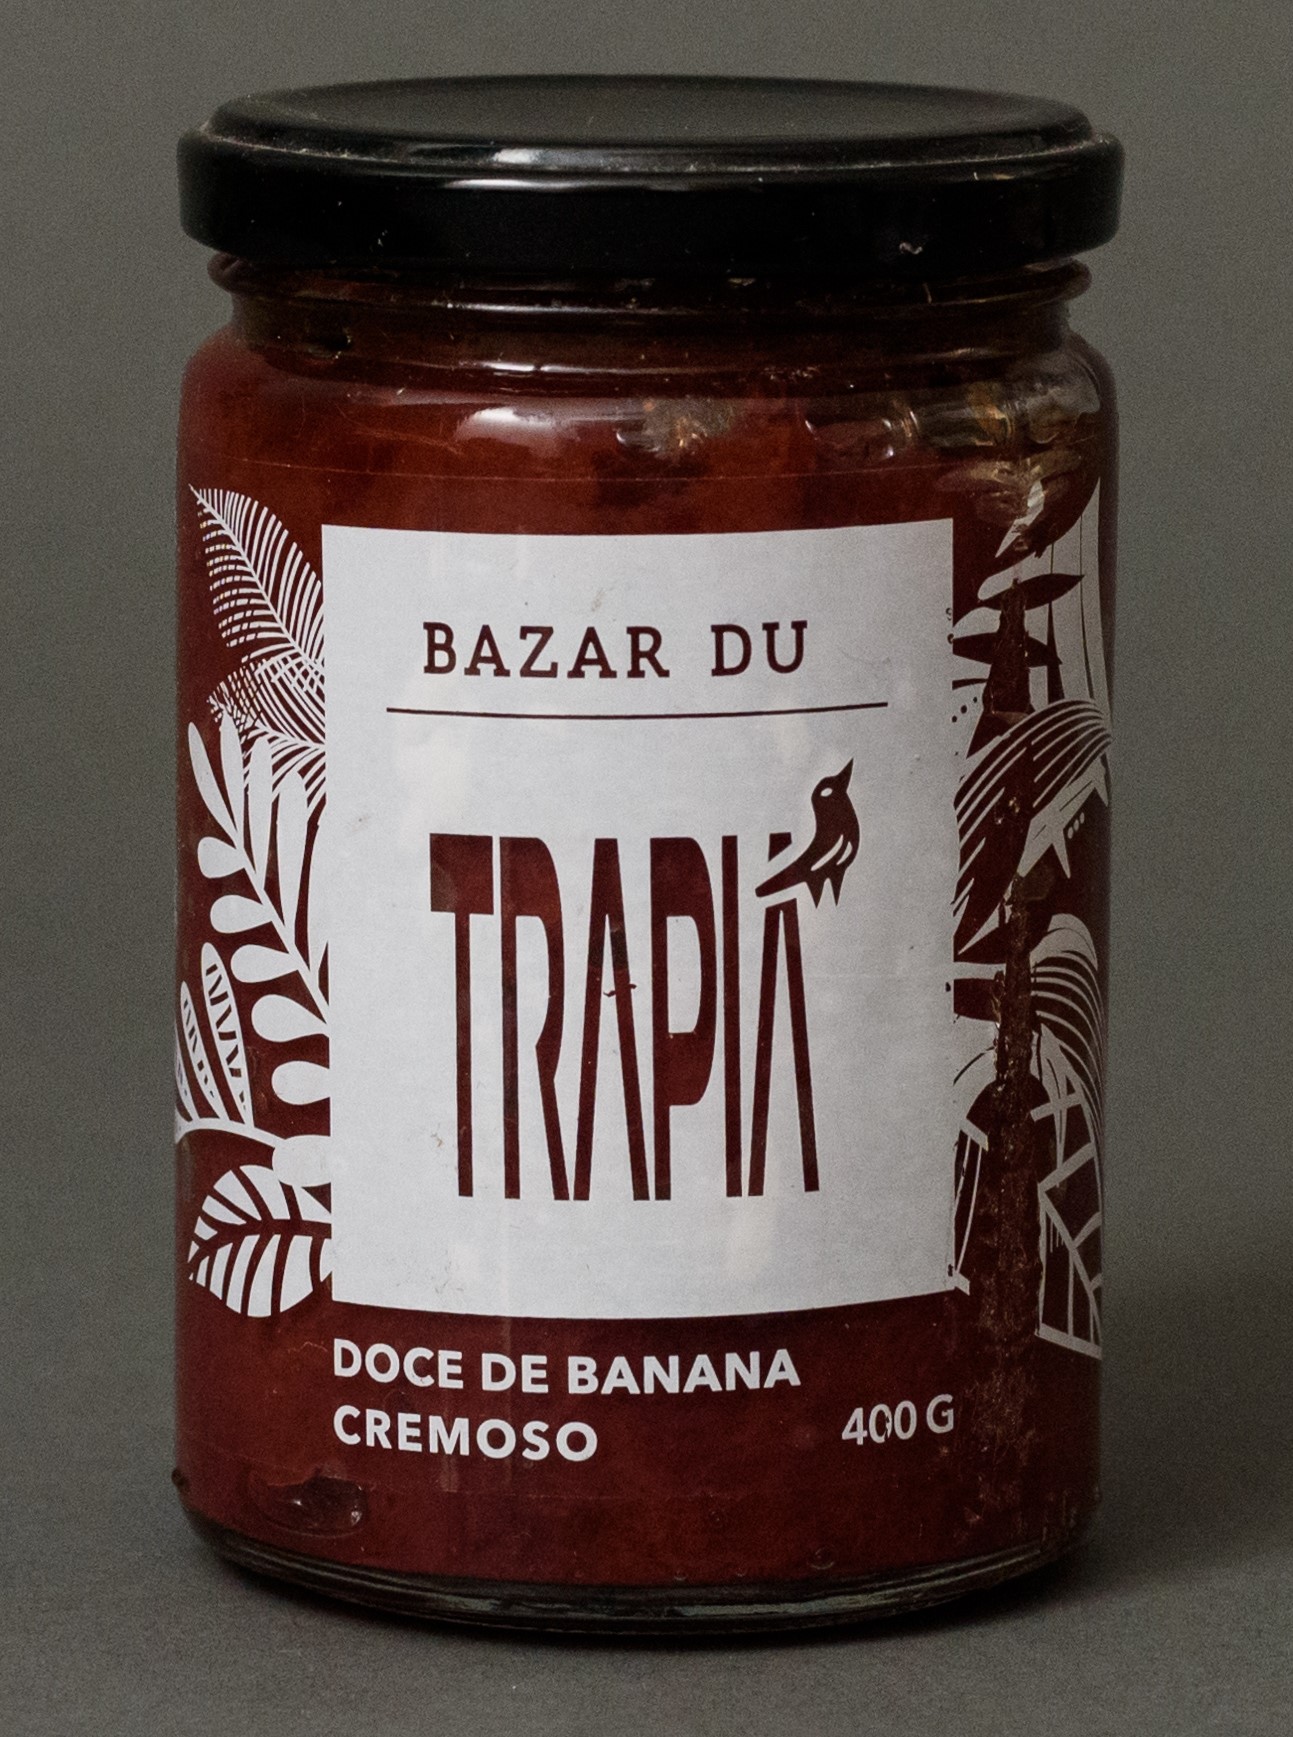 BAZAR DU
TRAPIÁ
DOCE DE BANANA
CREMOSO
400 G